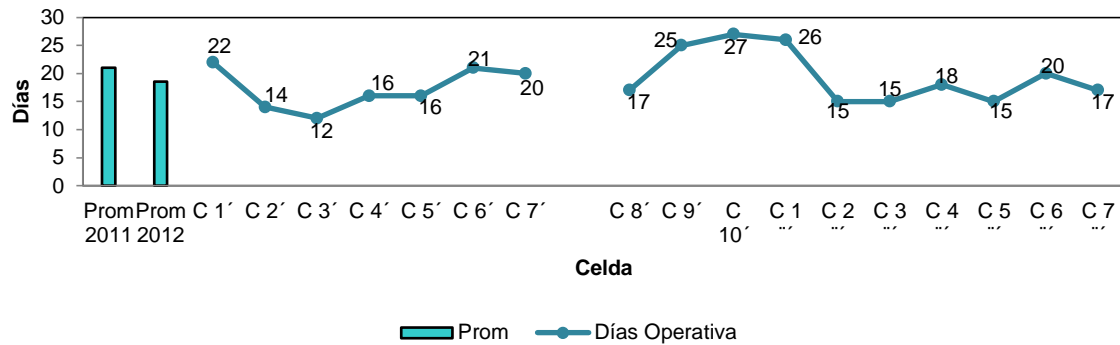 30
25
20
15
10
5
0
Días
22
14
12
16
16
21
20
17
25
27
26
15
15
18
15
20
17
Prom 2011
Prom 2012
C 1´
C 2´
C 3´
C 4´
C 5´
C 6´
C 7´
C 8´
C 9´
C 10´
C 1 ¨´
C 2 ¨´
C 3 ¨´
C 4 ¨´
C 5 ¨´
C 6 ¨´
C 7 ¨´
Celda
Prom
Días Operativa